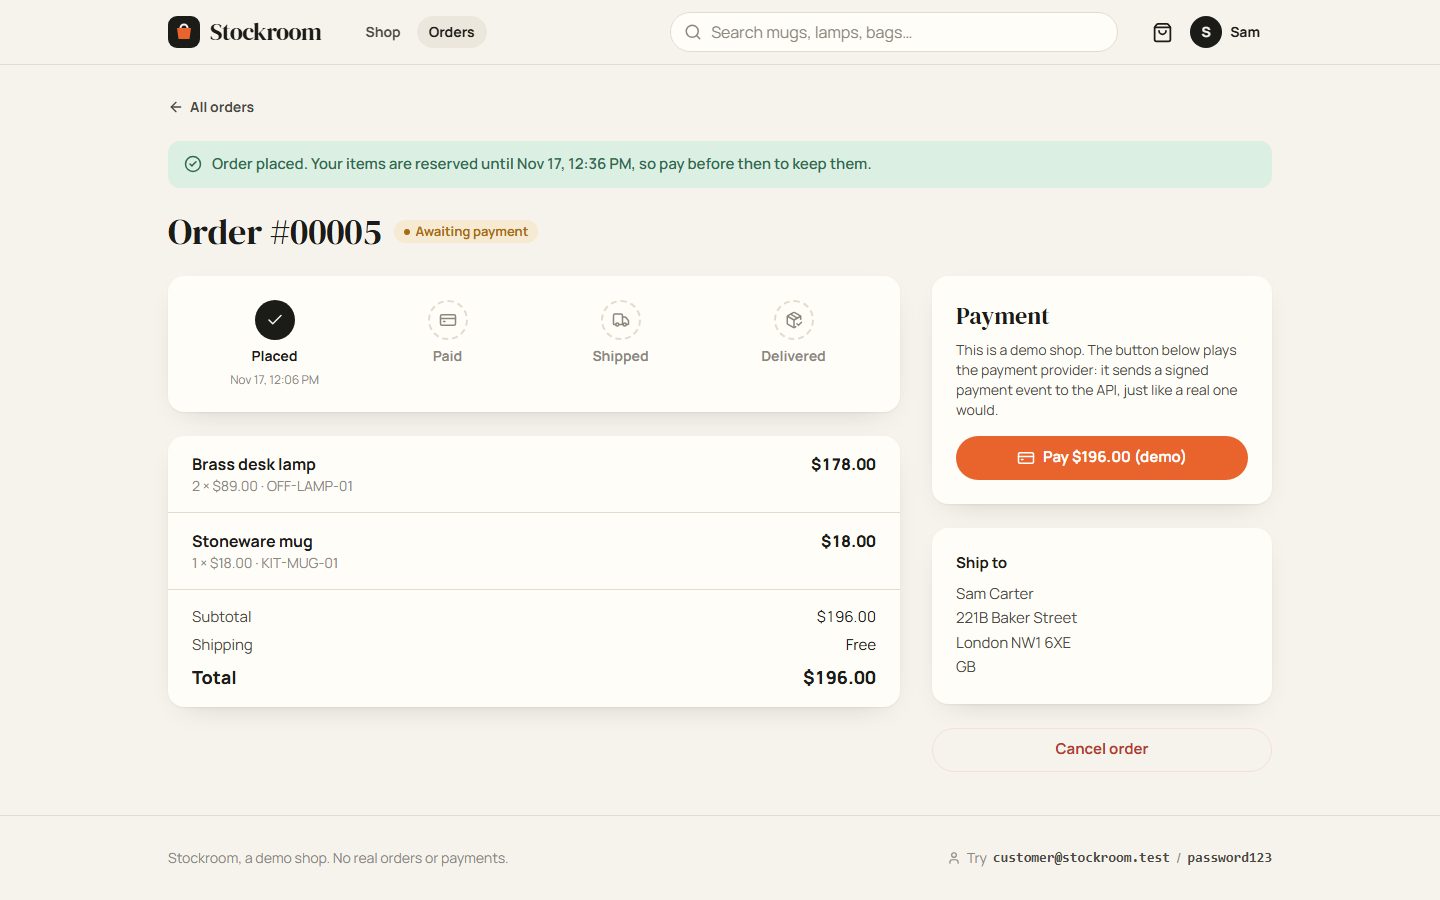 Stockroom
Shop
Orders
Search mugs, lamps, bags...
S
Sam
All orders
Order placed. Your items are reserved until Nov 17, 12:36 PM, so pay before then to keep them.
Order #00005
Awaiting payment
Placed
Nov 17, 12:06 PM
Paid
Shipped
Delivered
Brass desk lamp
$178.00
2 × $89.00 · OFF-LAMP-01
Stoneware mug
$18.00
1 × $18.00 · KIT-MUG-01
Subtotal
$196.00
Shipping
Free
Total
$196.00
Payment
This is a demo shop. The button below plays
the payment provider: it sends a signed
payment event to the API, just like a real one
would.
Pay $196.00 (demo)
Ship to
Sam Carter
221B Baker Street
London NW1 6XE
GB
Cancel order
Stockroom, a demo shop. No real orders or payments.
Try customer@stockroom.test / password123